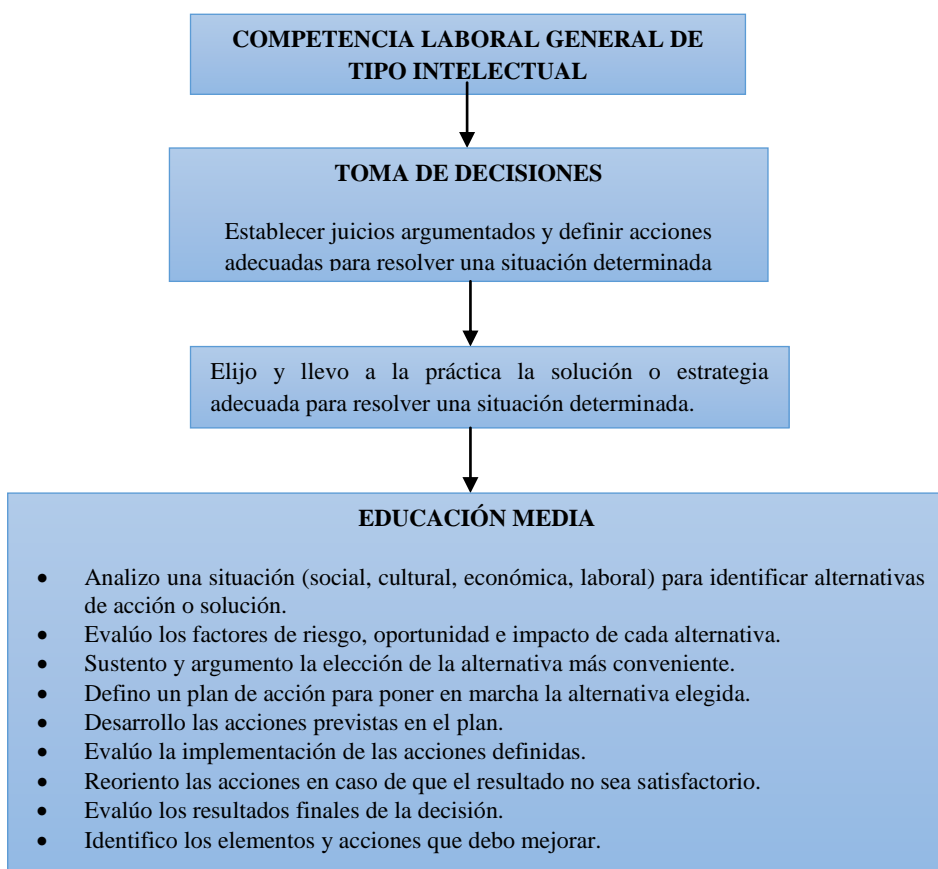 COMPETENCIA LABORAL GENERAL DE
TIPO INTELECTUAL
TOMA DE DECISIONES
Establecer juicios argumentados y definir acciones
adecuadas para resolver una situación determinada
Elijo y llevo a la práctica la solución o estrategia
adecuada para resolver una situación determinada.
EDUCACIÓN MEDIA
• Analizo una situación (social, cultural, económica, laboral) para identificar alternativas
de acción o solución.
• Evalúo los factores de riesgo, oportunidad e impacto de cada alternativa.
• Sustento y argumento la elección de la alternativa más conveniente.
• Defino un plan de acción para poner en marcha la alternativa elegida.
• Desarrollo las acciones previstas en el plan.
• Evalúo la implementación de las acciones definidas.
• Reoriento las acciones en caso de que el resultado no sea satisfactorio.
• Evalúo los resultados finales de la decisión.
• Identifico los elementos y acciones que debo mejorar.